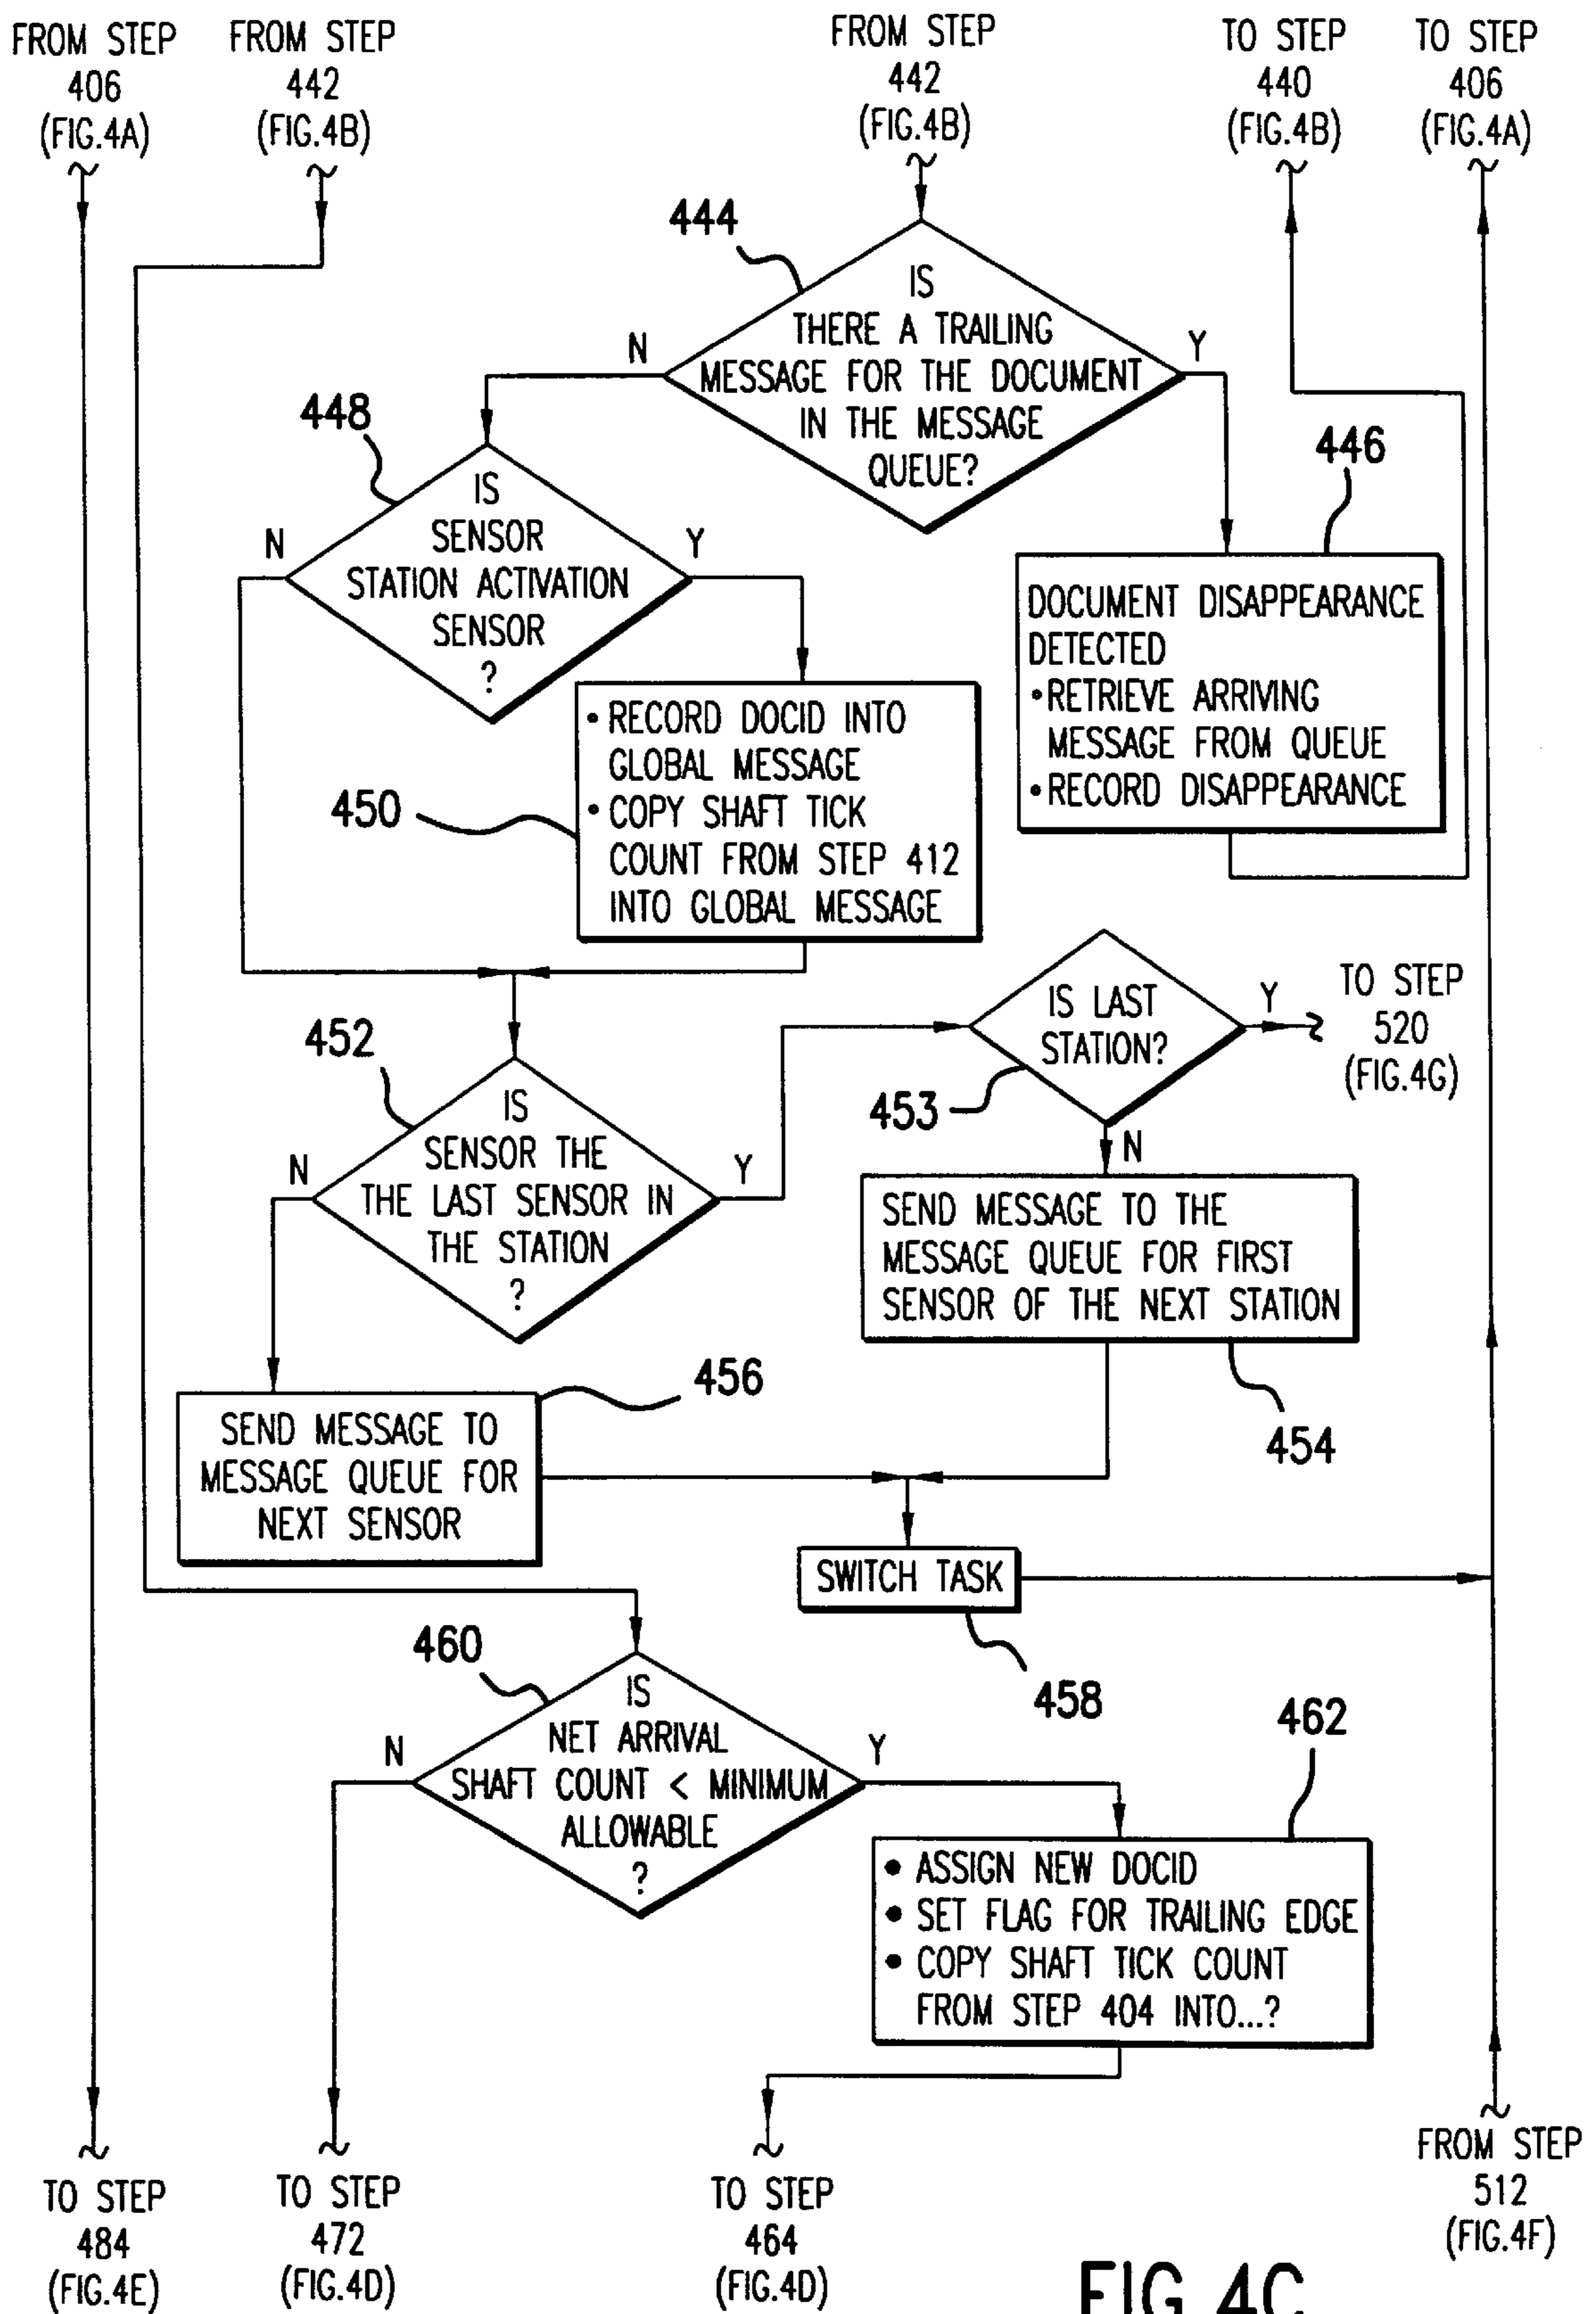 FROM STEP
406
(FIG.4A)
FROM STEP
442
(FIG.4B)
FROM STEP
442
(FIG.4B)
TO STEP
440
(FIG.4B)
TO STEP
406
(FIG.4A)
444
IS
THERE A TRAILING
MESSAGE FOR THE DOCUMENT
IN THE MESSAGE
QUEUE?
N
Y
448
IS
SENSOR
STATION ACTIVATION
SENSOR
?
N
Y
446
DOCUMENT DISAPPEARANCE
DETECTED
•RETRIEVE ARRIVING
MESSAGE FROM QUEUE
•RECORD DISAPPEARANCE
450
• RECORD DOCID INTO
GLOBAL MESSAGE
• COPY SHAFT TICK
COUNT FROM STEP 412
INTO GLOBAL MESSAGE
452
IS
SENSOR THE
THE LAST SENSOR IN
THE STATION
?
N
Y
IS LAST
STATION?
453
Y
N
TO STEP
520
(FIG.4G)
SEND MESSAGE TO THE
MESSAGE QUEUE FOR FIRST
SENSOR OF THE NEXT STATION
454
456
SEND MESSAGE TO
MESSAGE QUEUE FOR
NEXT SENSOR
SWITCH TASK
458
460
IS
NET ARRIVAL
SHAFT COUNT < MINIMUM
ALLOWABLE
?
N
Y
462
• ASSIGN NEW DOCID
• SET FLAG FOR TRAILING EDGE
• COPY SHAFT TICK COUNT
FROM STEP 404 INTO...?
TO STEP
484
(FIG.4E)
TO STEP
472
(FIG.4D)
TO STEP
464
(FIG.4D)
FROM STEP
512
(FIG.4F)
FIG.4C